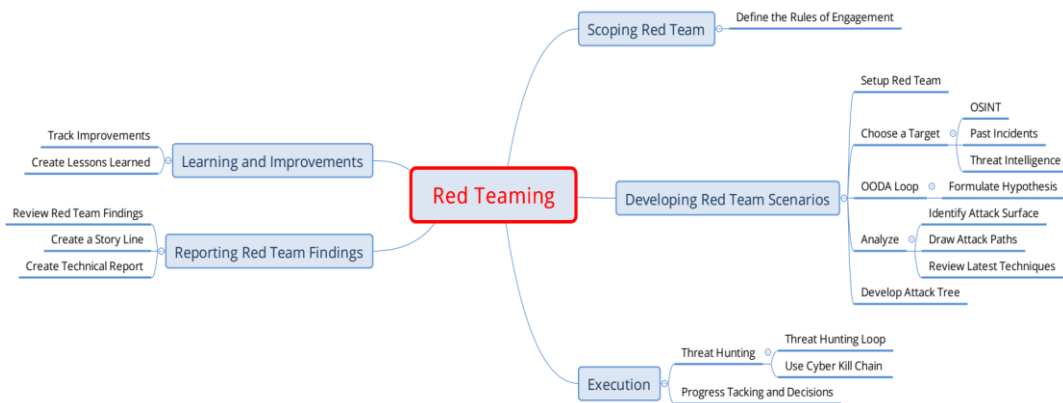 Red Teaming
Scoping Red Team
Define the Rules of Engagement
Developing Red Team Scenarios
Setup Red Team
Choose a Target
OSINT
Past Incidents
Threat Intelligence
OODA Loop
Formulate Hypothesis
Analyze
Identify Attack Surface
Draw Attack Paths
Review Latest Techniques
Develop Attack Tree
Execution
Threat Hunting
Threat Hunting Loop
Use Cyber Kill Chain
Progress Tacking and Decisions
Reporting Red Team Findings
Review Red Team Findings
Create a Story Line
Create Technical Report
Learning and Improvements
Track Improvements
Create Lessons Learned